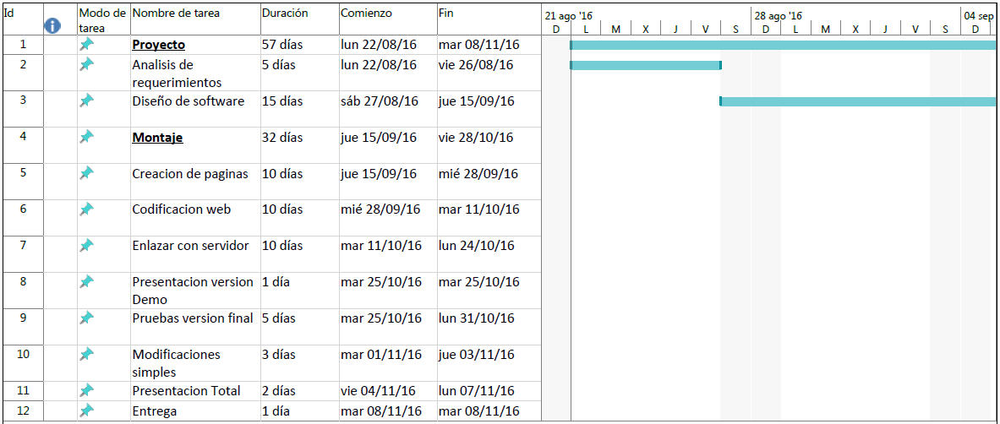 Id Modo de tarea Nombre de tarea Duración Comienzo Fin 21 ago '16 28 ago '16 04 sep
D L M X J V S D L M X J V S D
1 Proyecto 57 días lun 22/08/16 mar 08/11/16
2 Analisis de requerimientos 5 días lun 22/08/16 vie 26/08/16
3 Diseño de software 15 días sáb 27/08/16 jue 15/09/16
4 Montaje 32 días jue 15/09/16 vie 28/10/16
5 Creacion de paginas 10 días jue 15/09/16 mié 28/09/16
6 Codificacion web 10 días mié 28/09/16 mar 11/10/16
7 Enlazar con servidor 10 días mar 11/10/16 lun 24/10/16
8 Presentacion version Demo 1 día mar 25/10/16 mar 25/10/16
9 Pruebas version final 5 días mar 25/10/16 lun 31/10/16
10 Modificaciones simples 3 días mar 01/11/16 jue 03/11/16
11 Presentacion Total 2 días vie 04/11/16 lun 07/11/16
12 Entrega 1 día mar 08/11/16 mar 08/11/16